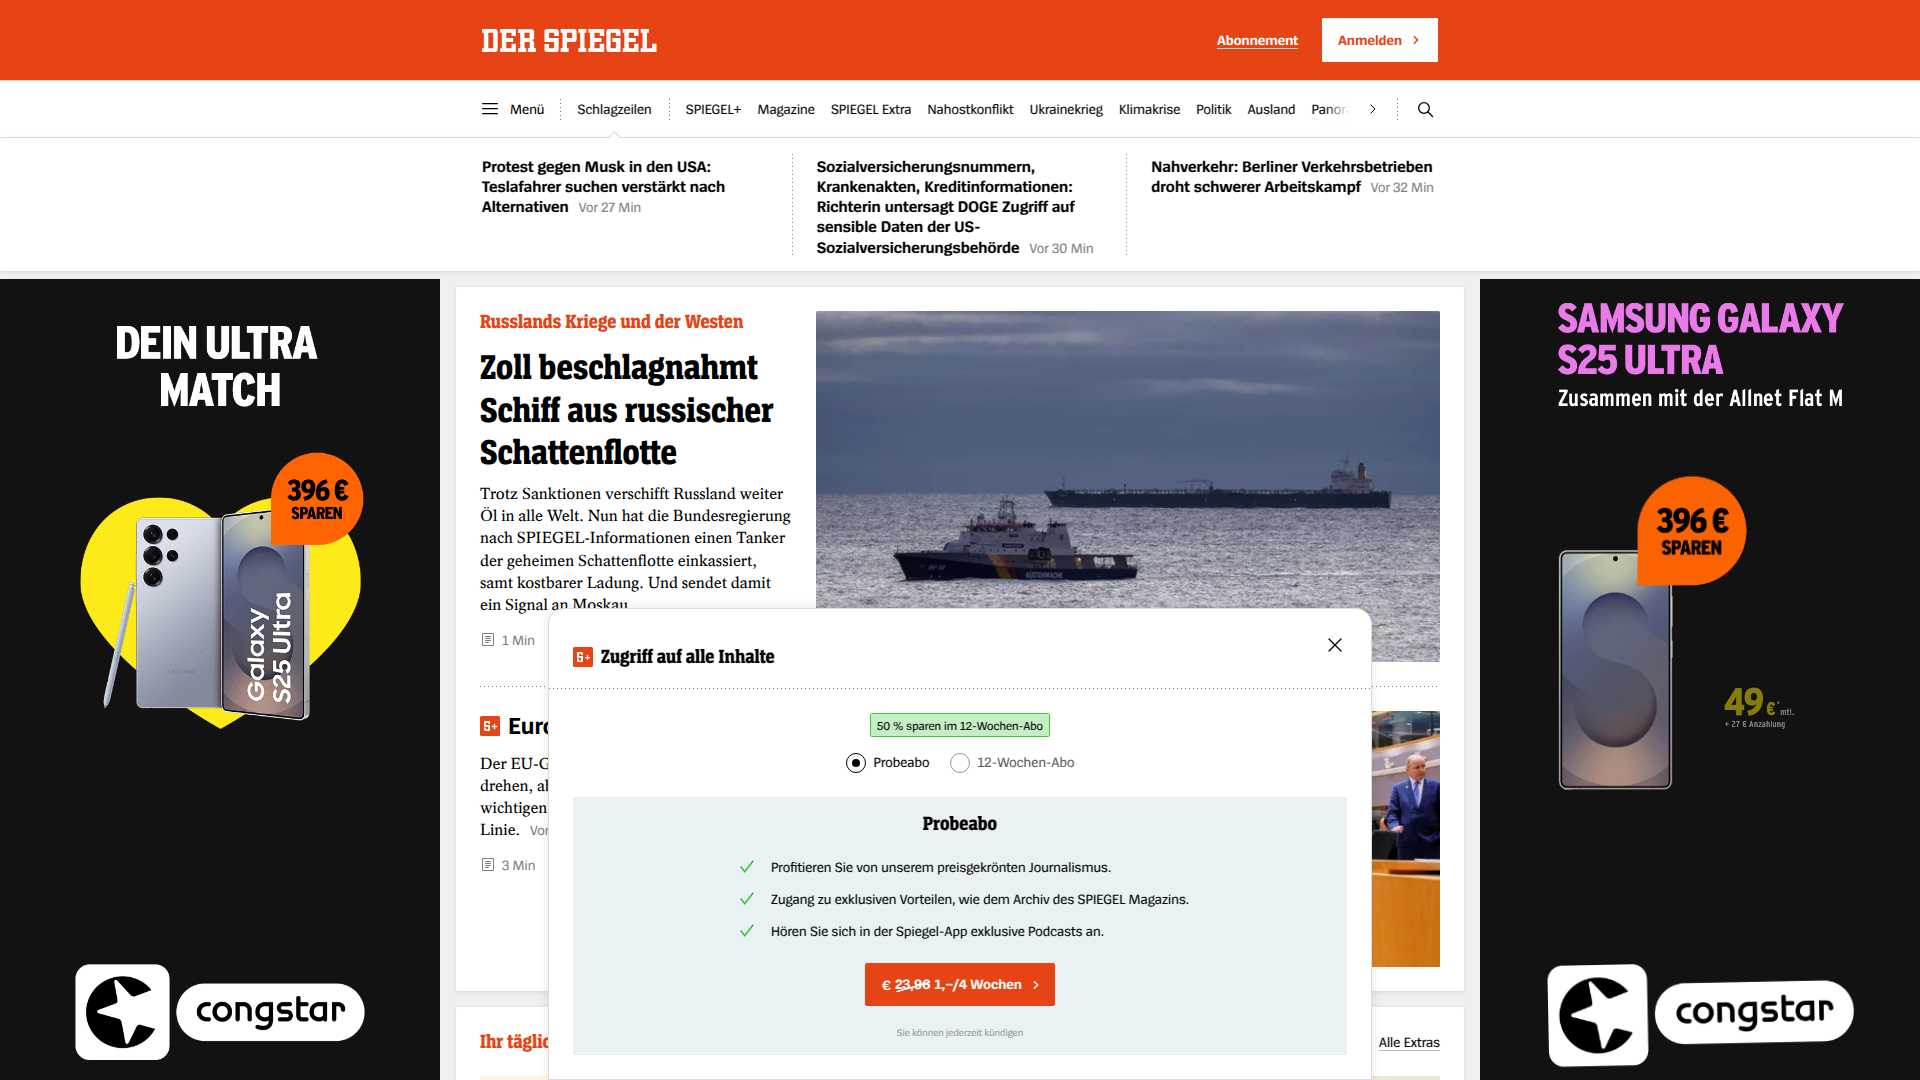 DER SPIEGEL
Abonnement
Anmelden
Menü
Schlagzeilen
SPIEGEL+
Magazine
SPIEGEL Extra
Nahostkonflikt
Ukrainekrieg
Klimakrise
Politik
Ausland
Panor
Protest gegen Musk in den USA:
Teslafahrer suchen verstärkt nach
Alternativen Vor 27 Min
Sozialversicherungsnummern,
Krankenakten, Kreditinformationen:
Richterin untersagt DOGE Zugriff auf
sensible Daten der US-
Sozialversicherungsbehörde Vor 30 Min
Nahverkehr: Berliner Verkehrsbetrieben
droht schwerer Arbeitskampf Vor 32 Min
DEIN ULTRA
MATCH
396 €
SPAREN
Galaxy
S25 Ultra
congstar
Russlands Kriege und der Westen
Zoll beschlagnahmt
Schiff aus russischer
Schattenflotte
Trotz Sanktionen verschifft Russland weiter
Öl in alle Welt. Nun hat die Bundesregierung
nach SPIEGEL-Informationen einen Tanker
der geheimen Schattenflotte einkassiert,
samt kostbarer Ladung. Und sendet damit
ein Signal an Moskau
1 Min
KÜSTENWACHE
Euro
Der EU-G
drehen, al
wichtigen
Linie. Vor
3 Min
Ihr täglic
Alle Extras
Zugriff auf alle Inhalte
50 % sparen im 12-Wochen-Abo
Probeabo
12-Wochen-Abo
Probeabo
Profitieren Sie von unserem preisgekrönten Journalismus.
Zugang zu exklusiven Vorteilen, wie dem Archiv des SPIEGEL Magazins.
Hören Sie sich in der Spiegel-App exklusive Podcasts an.
€ 23,96 1,–/4 Wochen
Sie können jederzeit kündigen
SAMSUNG GALAXY
S25 ULTRA
Zusammen mit der Allnet Flat M
396 €
SPAREN
49 €* mtl.
+ 27 € Anzahlung
congstar